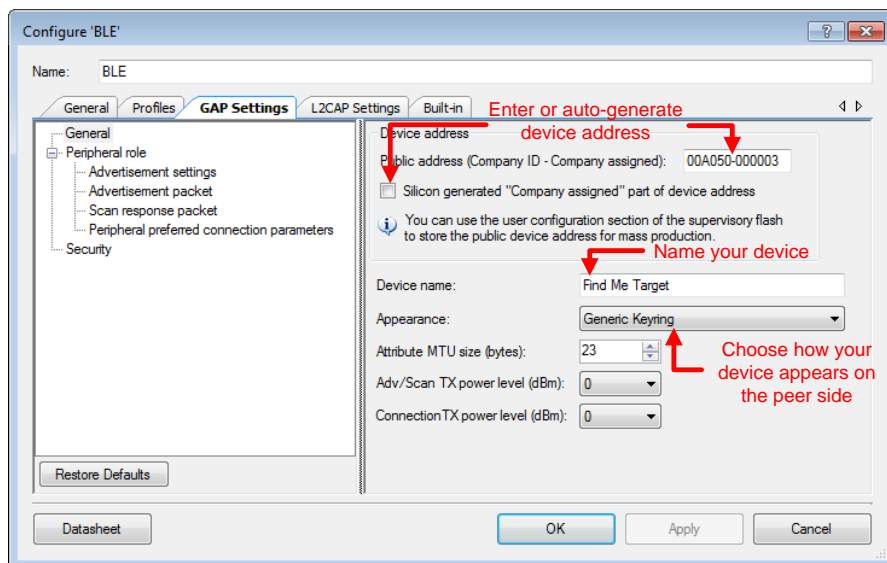 Configure 'BLE'
Name: BLE
General Profiles GAP Settings L2CAP Settings Built-in
Enter or auto-generate
device address
General
Peripheral role
Advertisement settings
Advertisement packet
Scan response packet
Peripheral preferred connection parameters
Security
Restore Defaults
Device address
Public address (Company ID - Company assigned): 00A050-000003
Silicon generated "Company assigned" part of device address
You can use the user configuration section of the supervisory flash
to store the public device address for mass production.
Name your device
Device name: Find Me Target
Appearance: Generic Keyring
Attribute MTU size (bytes): 23
Adv/Scan TX power level (dBm): 0
Connection TX power level (dBm): 0
Choose how your
device appears on
the peer side
Datasheet OK Apply Cancel